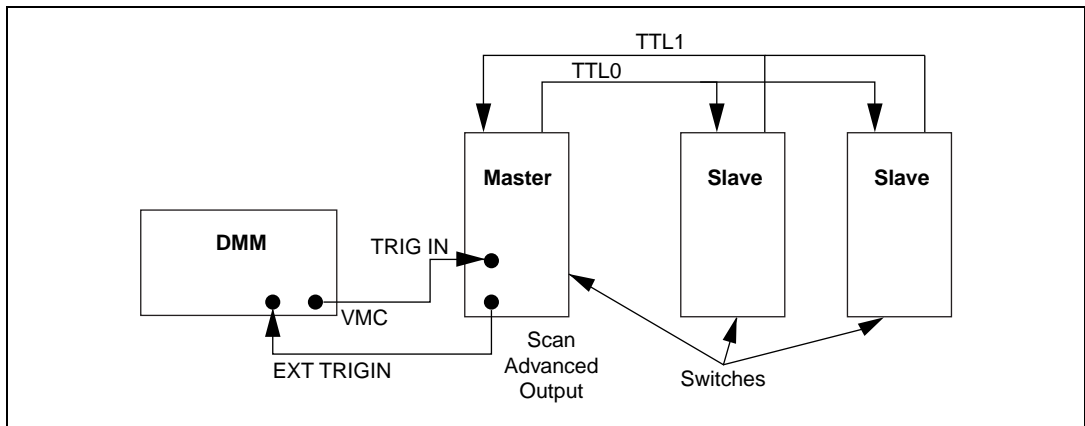 TTL1
TTL0
Master
Slave
Slave
DMM
TRIG IN
VMC
EXT TRIGIN
Scan
Advanced
Output
Switches